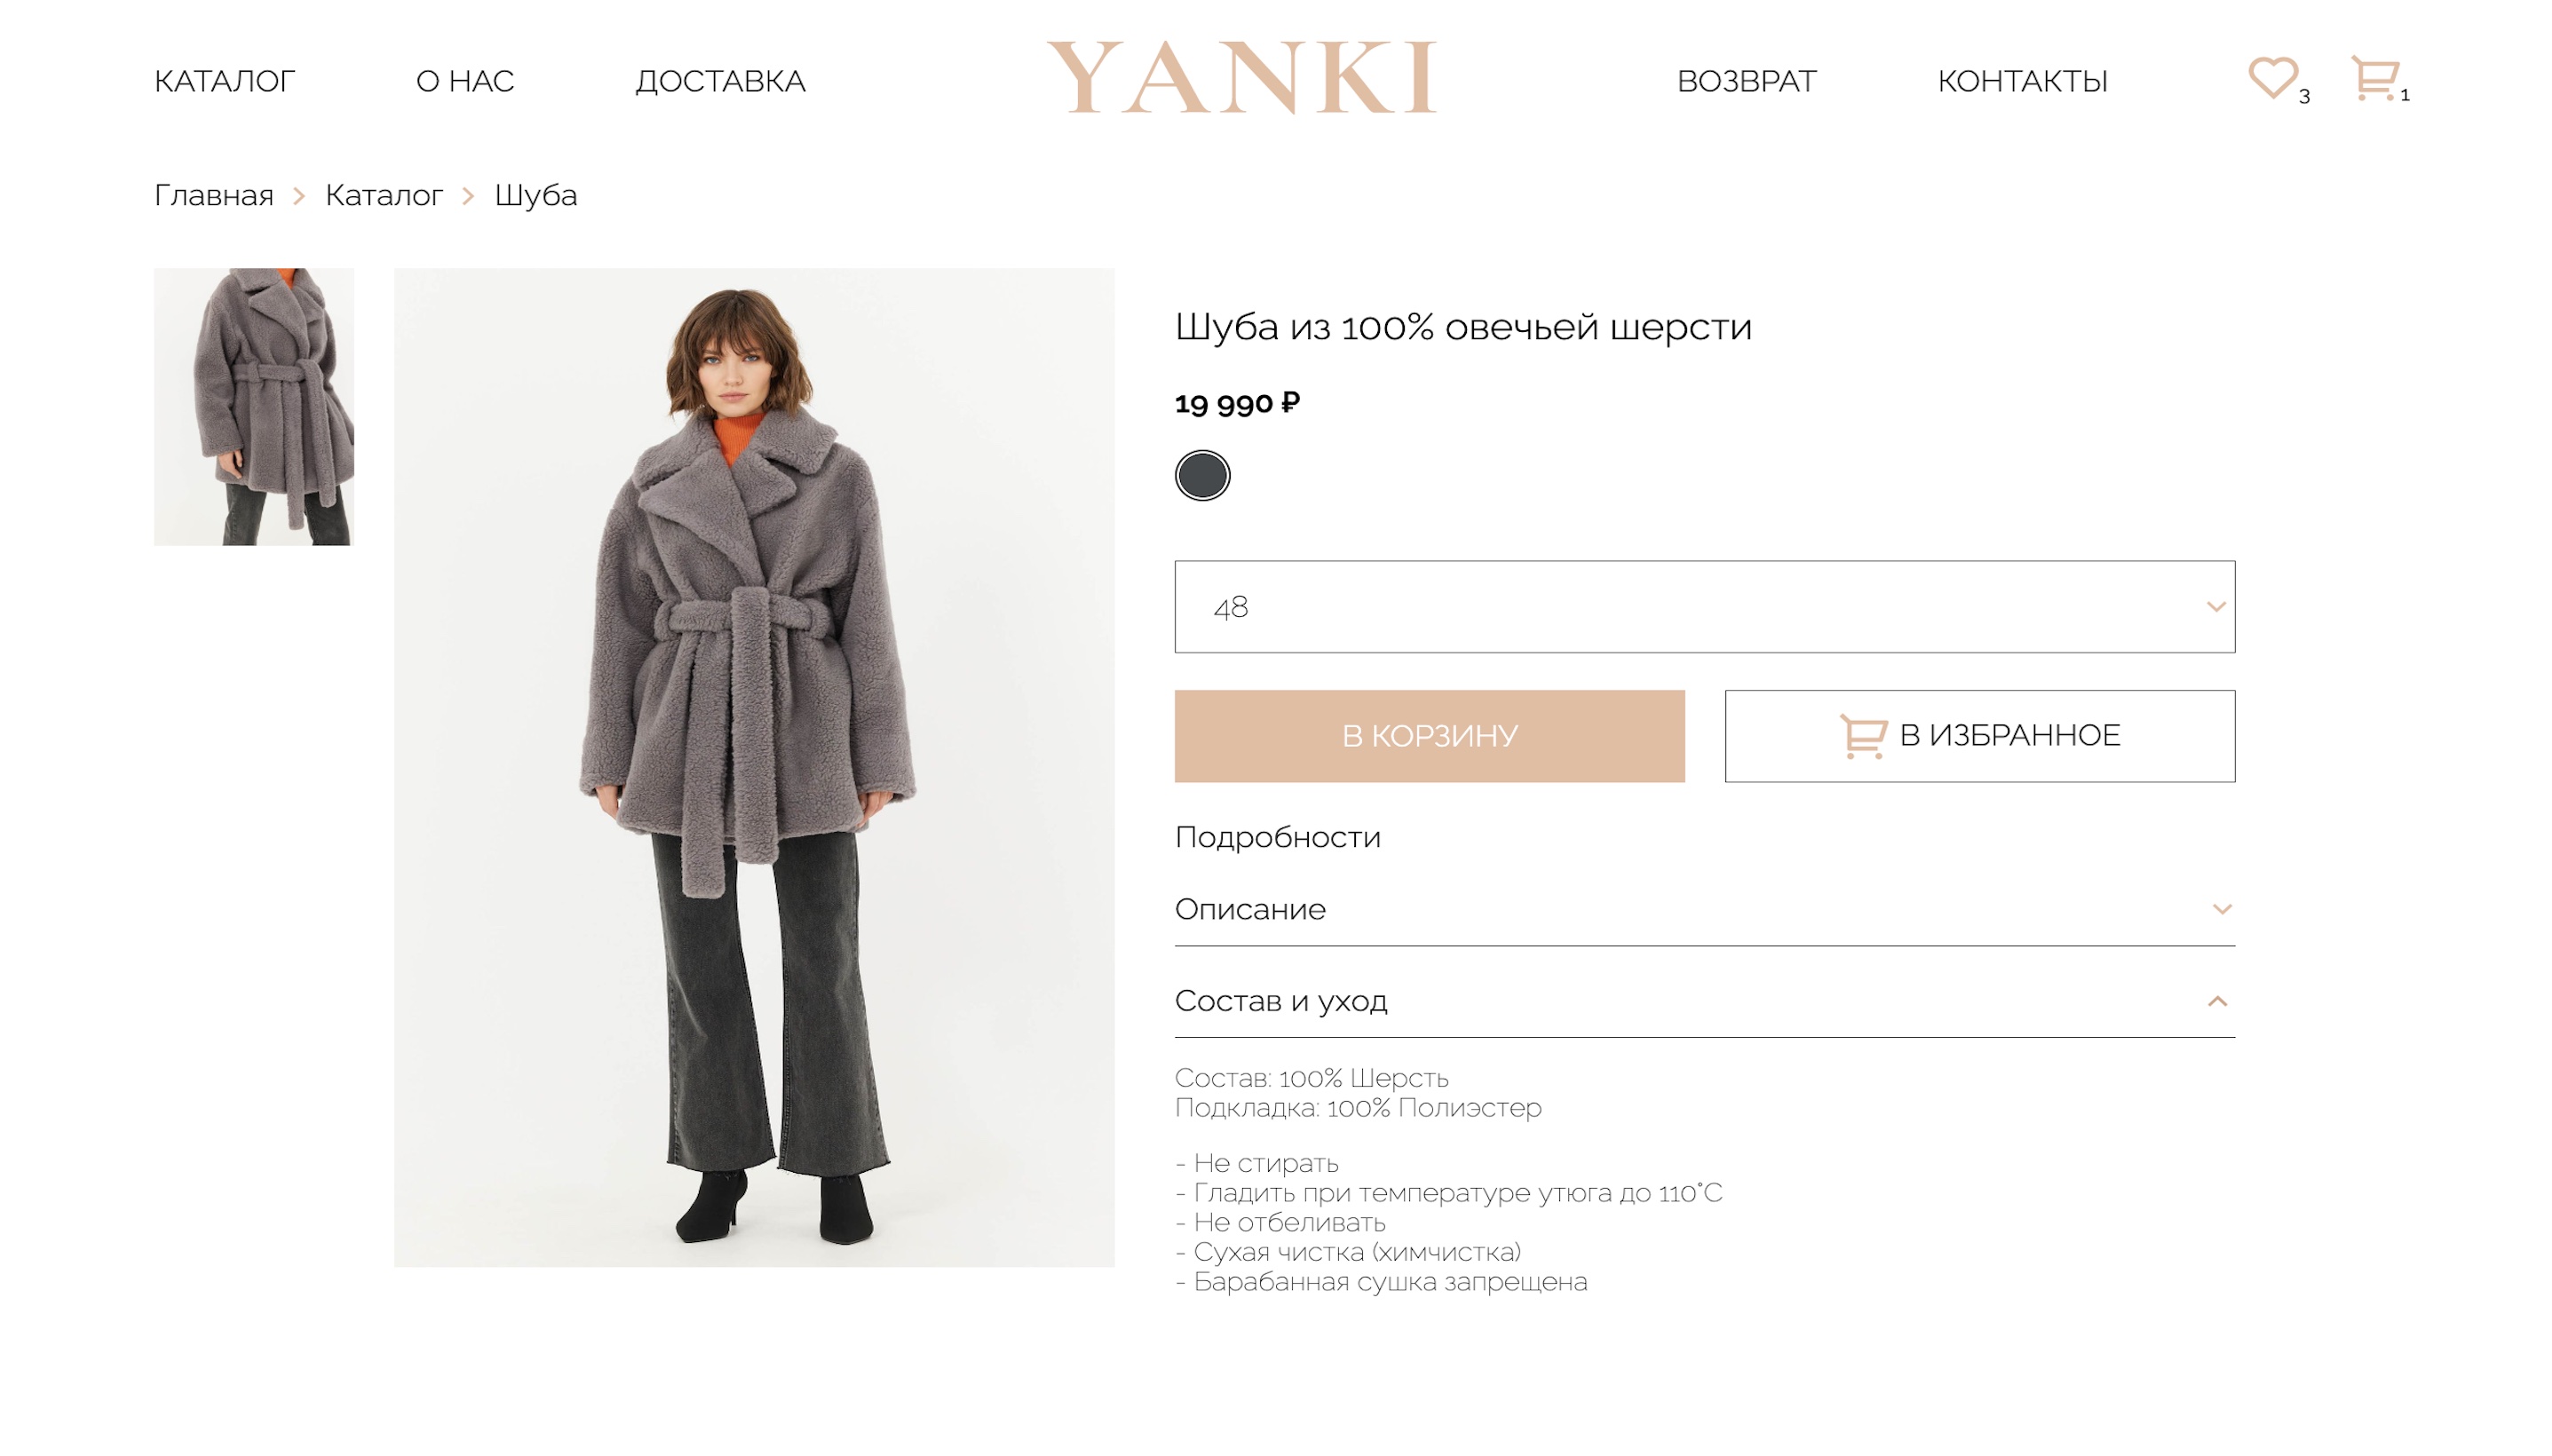 КАТАЛОГ
О НАС
ДОСТАВКА
YANKI
ВОЗВРАТ
КОНТАКТЫ
3
1
Главная > Каталог > Шуба
Шуба из 100% овечьей шерсти
19 990 ₽
48
В КОРЗИНУ
В ИЗБРАННОЕ
Подробности
Описание
Состав и уход
Состав: 100% Шерсть
Подкладка: 100% Полиэстер
- Не стирать
- Гладить при температуре утюга до 110°С
- Не отбеливать
- Сухая чистка (химчистка)
- Барабанная сушка запрещена